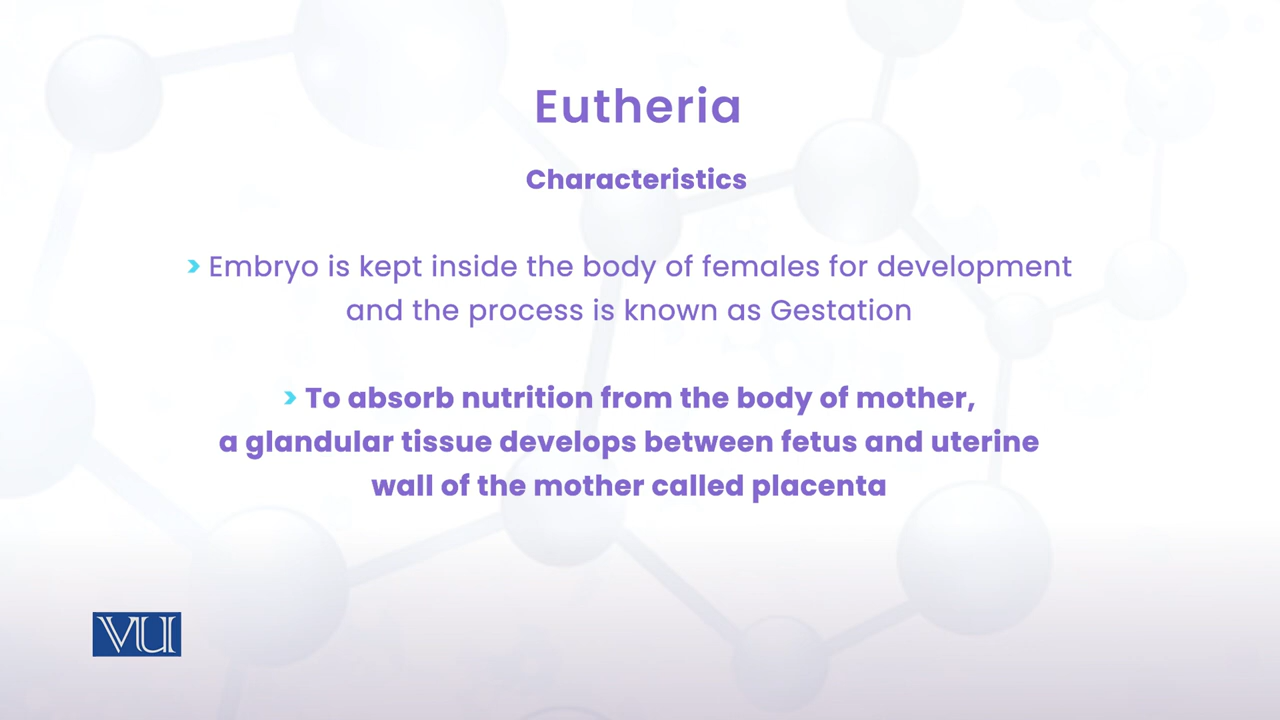 Eutheria
Characteristics
> Embryo is kept inside the body of females for development
and the process is known as Gestation
> To absorb nutrition from the body of mother,
a glandular tissue develops between fetus and uterine
wall of the mother called placenta
VU